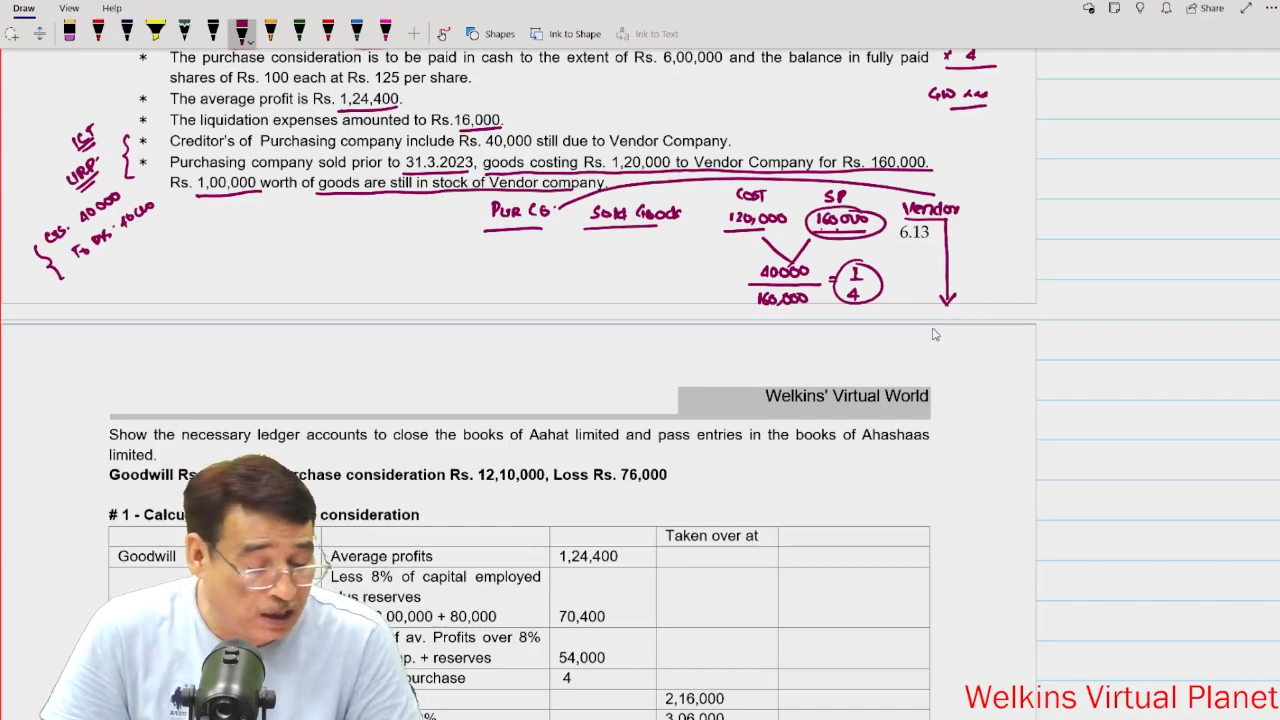 Draw View Help
Shapes Ink to Shape Ink to Text Share
* The purchase consideration is to be paid in cash to the extent of Rs. 6,00,000 and the balance in fully paid
shares of Rs. 100 each at Rs. 125 per share.
* 4
GW
* The average profit is Rs. 1,24,400.
* The liquidation expenses amounted to Rs.16,000.
* Creditor's of Purchasing company include Rs. 40,000 still due to Vendor Company.
* Purchasing company sold prior to 31.3.2023, goods costing Rs. 1,20,000 to Vendor Company for Rs. 160,000.
Rs. 1,00,000 worth of goods are still in stock of Vendor company.
URP
40000
Pur Co. Sold Goods Cost SP Vendor
120,000 160,000
6.13
40000 = 1
160,000 4
Welkins' Virtual World
Show the necessary ledger accounts to close the books of Aahat limited and pass entries in the books of Ahashaas
limited.
Goodwill Rs. rchase consideration Rs. 12,10,000, Loss Rs. 76,000
# 1 - Calcu consideration
Taken over at
Goodwill Average profits 1,24,400
Less 8% of capital employed
lus reserves
00,000 + 80,000 70,400
f av. Profits over 8%
p. + reserves 54,000
purchase 4
2,16,000
% 3,06,000
Welkins Virtual Planet